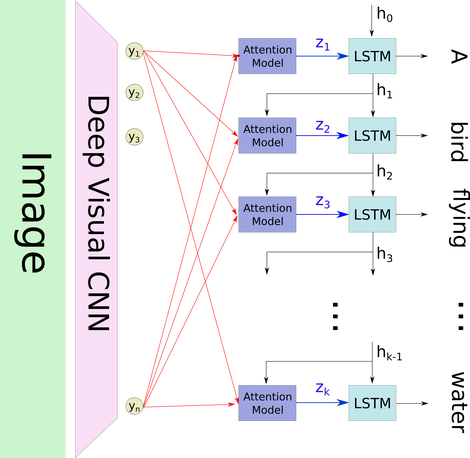 Image
Deep Visual CNN
y1
y2
y3
yn
h0
Attention
Model
z1
LSTM
A
h1
Attention
Model
z2
LSTM
bird
h2
Attention
Model
z3
LSTM
flying
h3
...
...
hk-1
Attention
Model
zk
LSTM
water